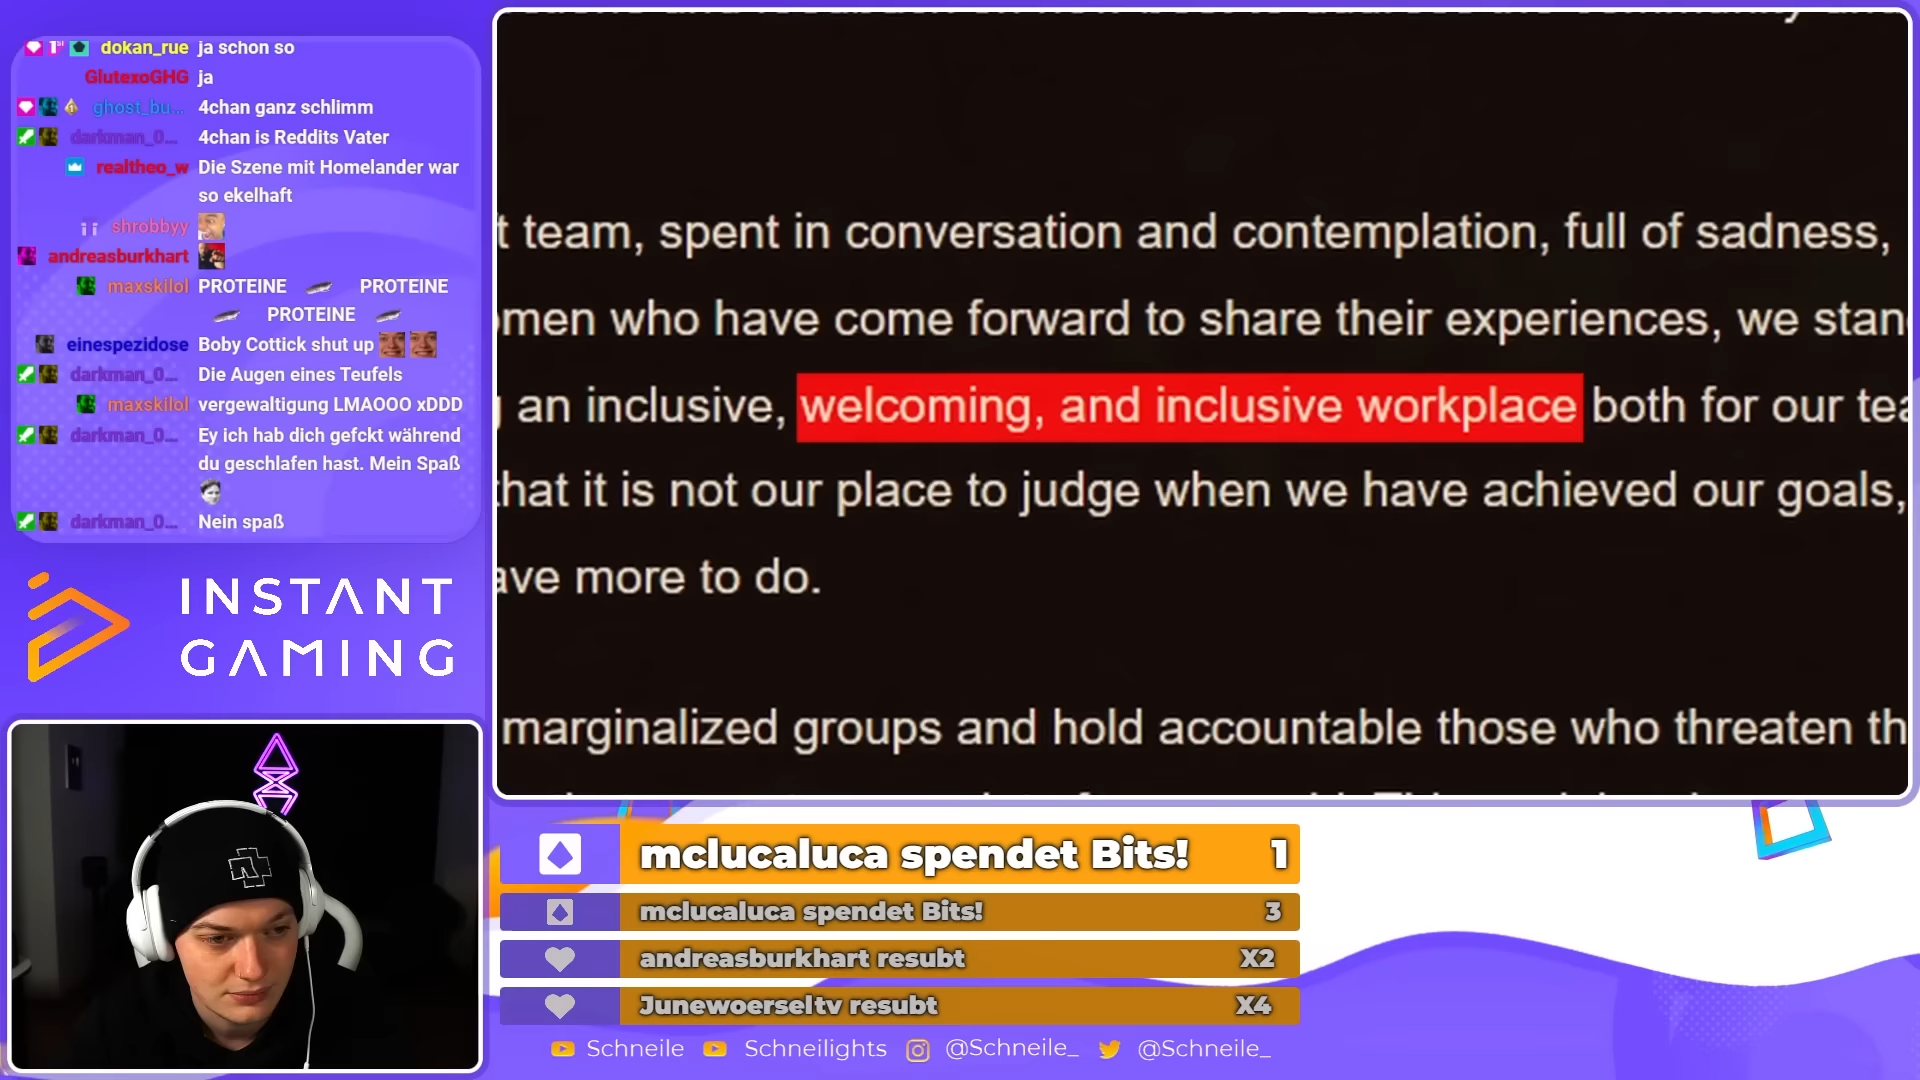 dokan_rue ja schon so
GlutexoGHG ja
ghost_bu... 4chan ganz schlimm
darkman_0... 4chan is Reddits Vater
realtheo_w Die Szene mit Homelander war
so ekelhaft
shrobbyy
andreasburkhart
maxskilol PROTEINE PROTEINE
PROTEINE
einespezidose Boby Cottick shut up
darkman_0... Die Augen eines Teufels
maxskilol vergewaltigung LMAOOO xDDD
darkman_0... Ey ich hab dich gefckt während
du geschlafen hast. Mein Spaß
darkman_0... Nein spaß
INSTANT
GAMING
t team, spent in conversation and contemplation, full of sadness,
omen who have come forward to share their experiences, we stan
an inclusive, welcoming, and inclusive workplace both for our tea
that it is not our place to judge when we have achieved our goals,
ave more to do.
marginalized groups and hold accountable those who threaten th
mclucaluca spendet Bits! 1
mclucaluca spendet Bits! 3
andreasburkhart resubt X2
Junewoerseltv resubt X4
Schneile Schneilights @Schneile_ @Schneile_